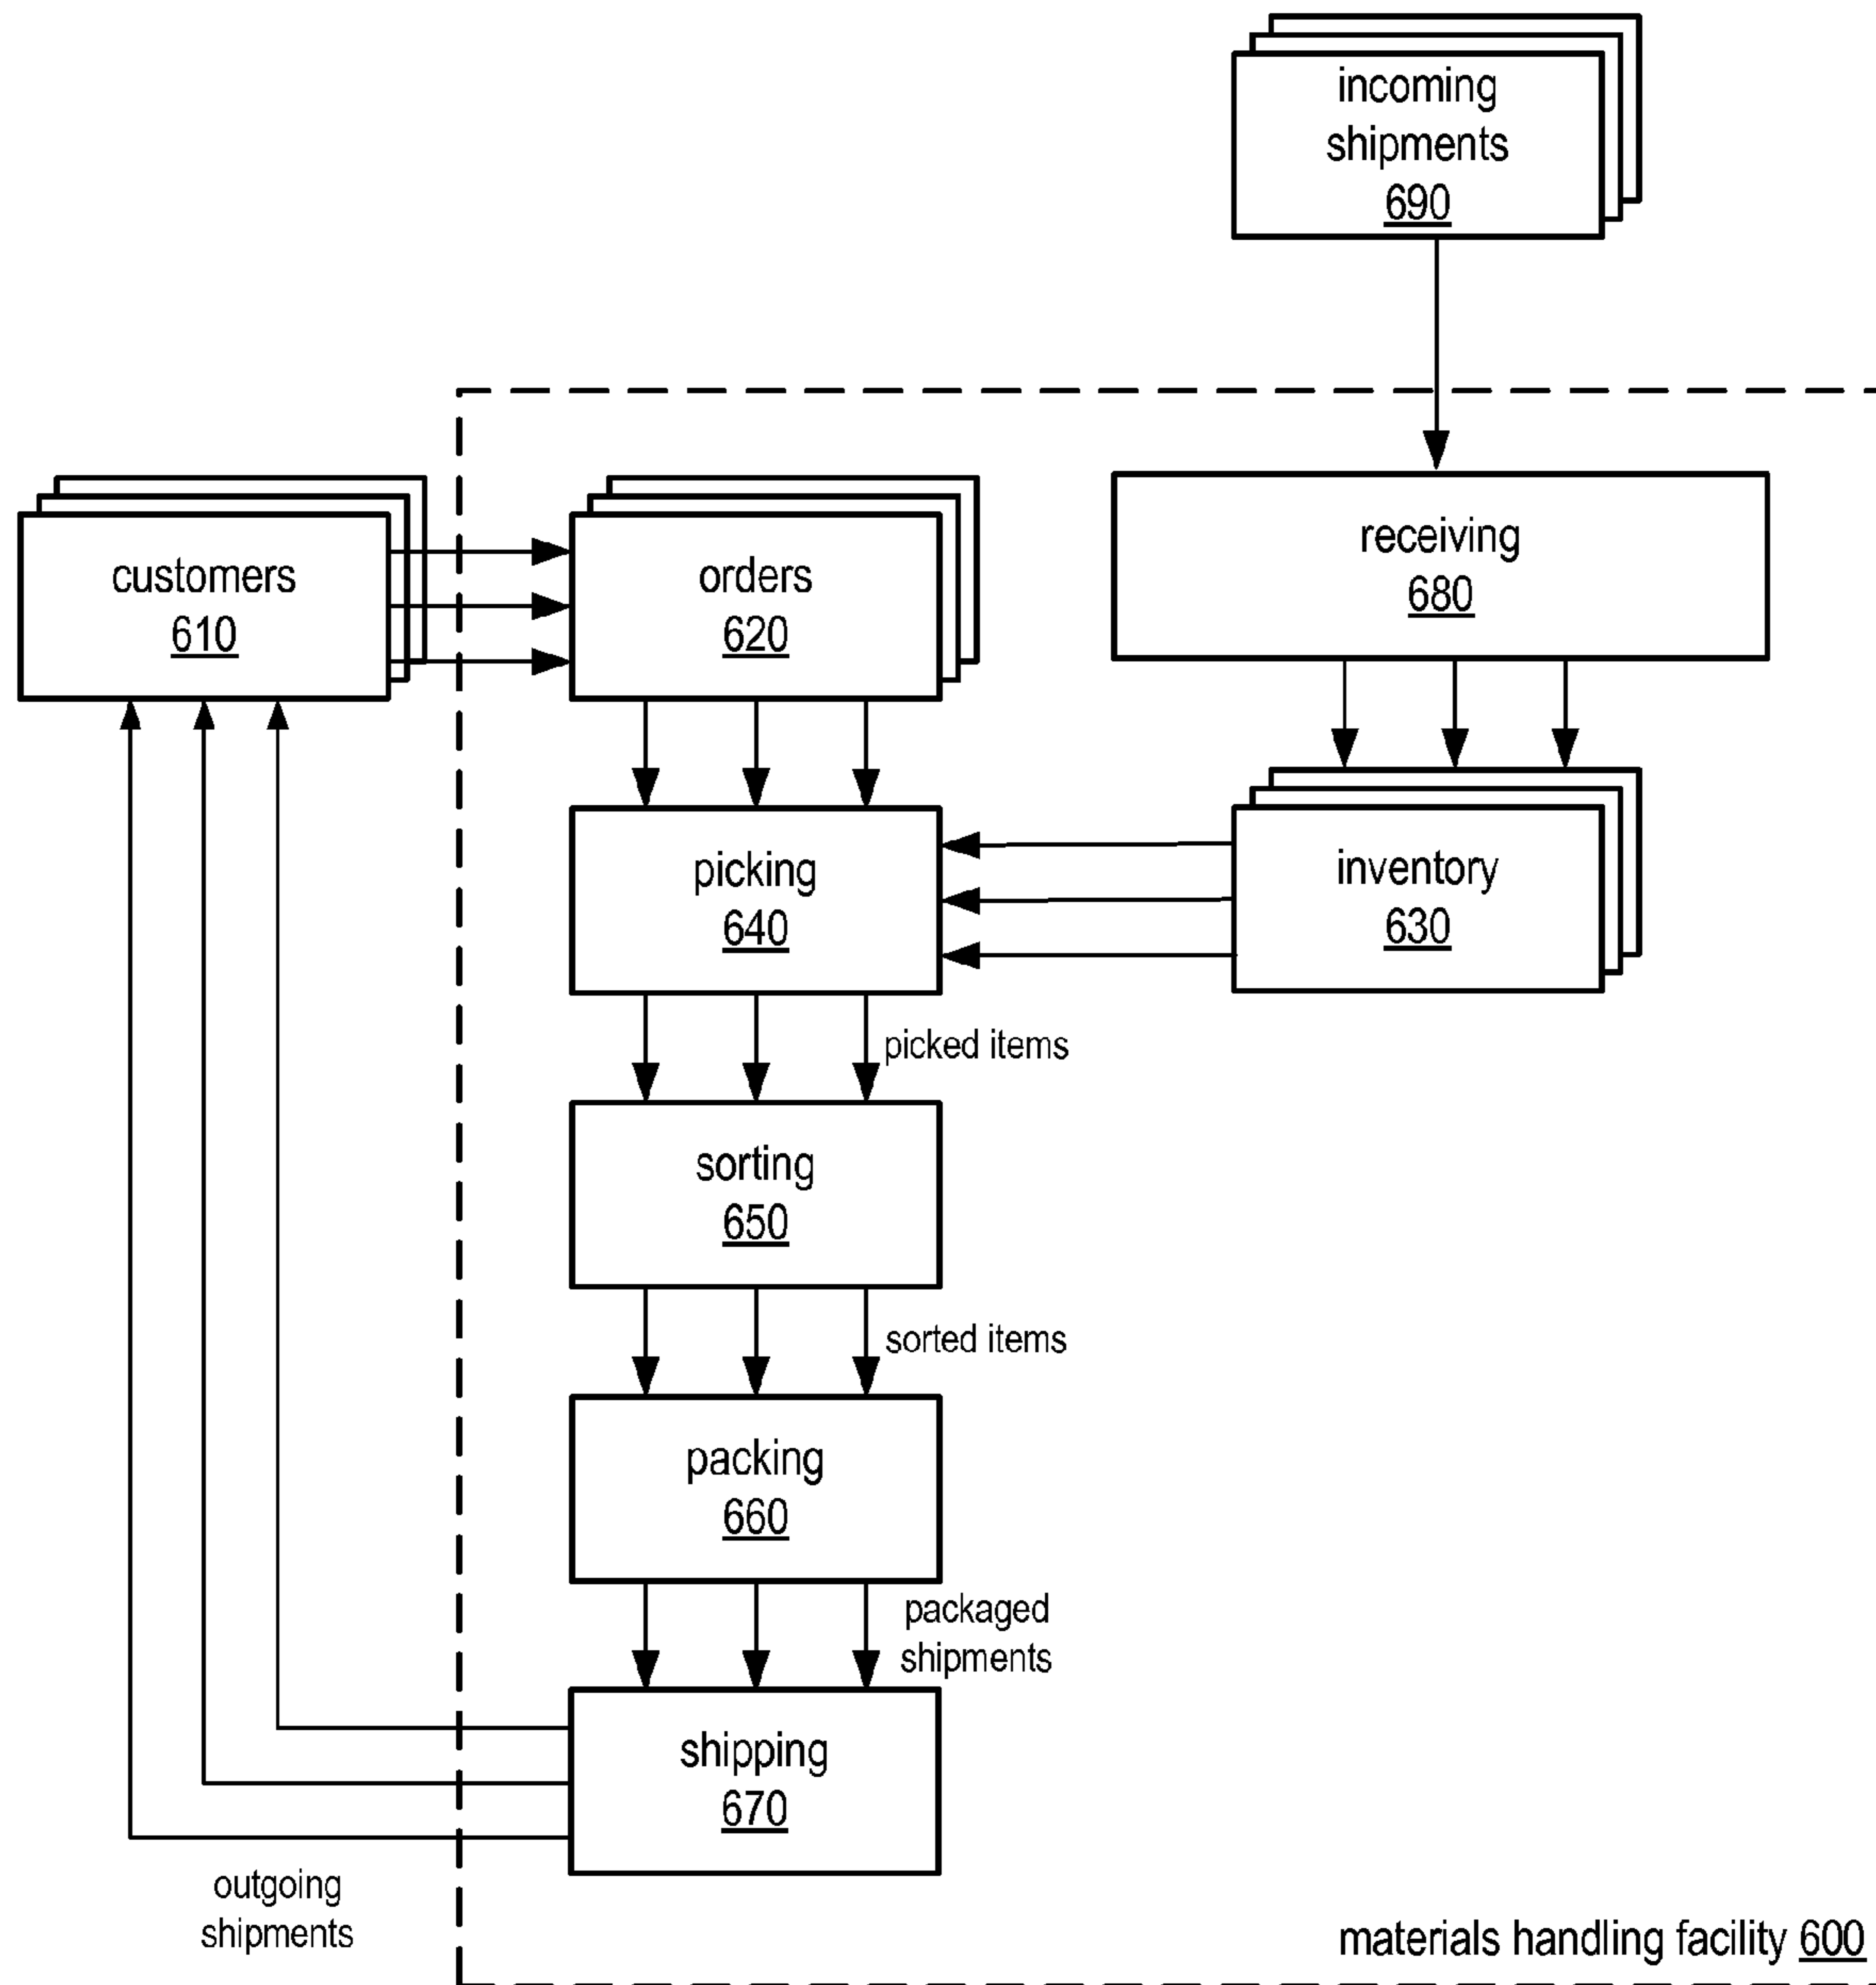 incoming
shipments
690
customers
610
orders
620
receiving
680
picking
640
inventory
630
picked items
sorting
650
sorted items
packing
660
packaged
shipments
shipping
670
outgoing
shipments
materials handling facility 600